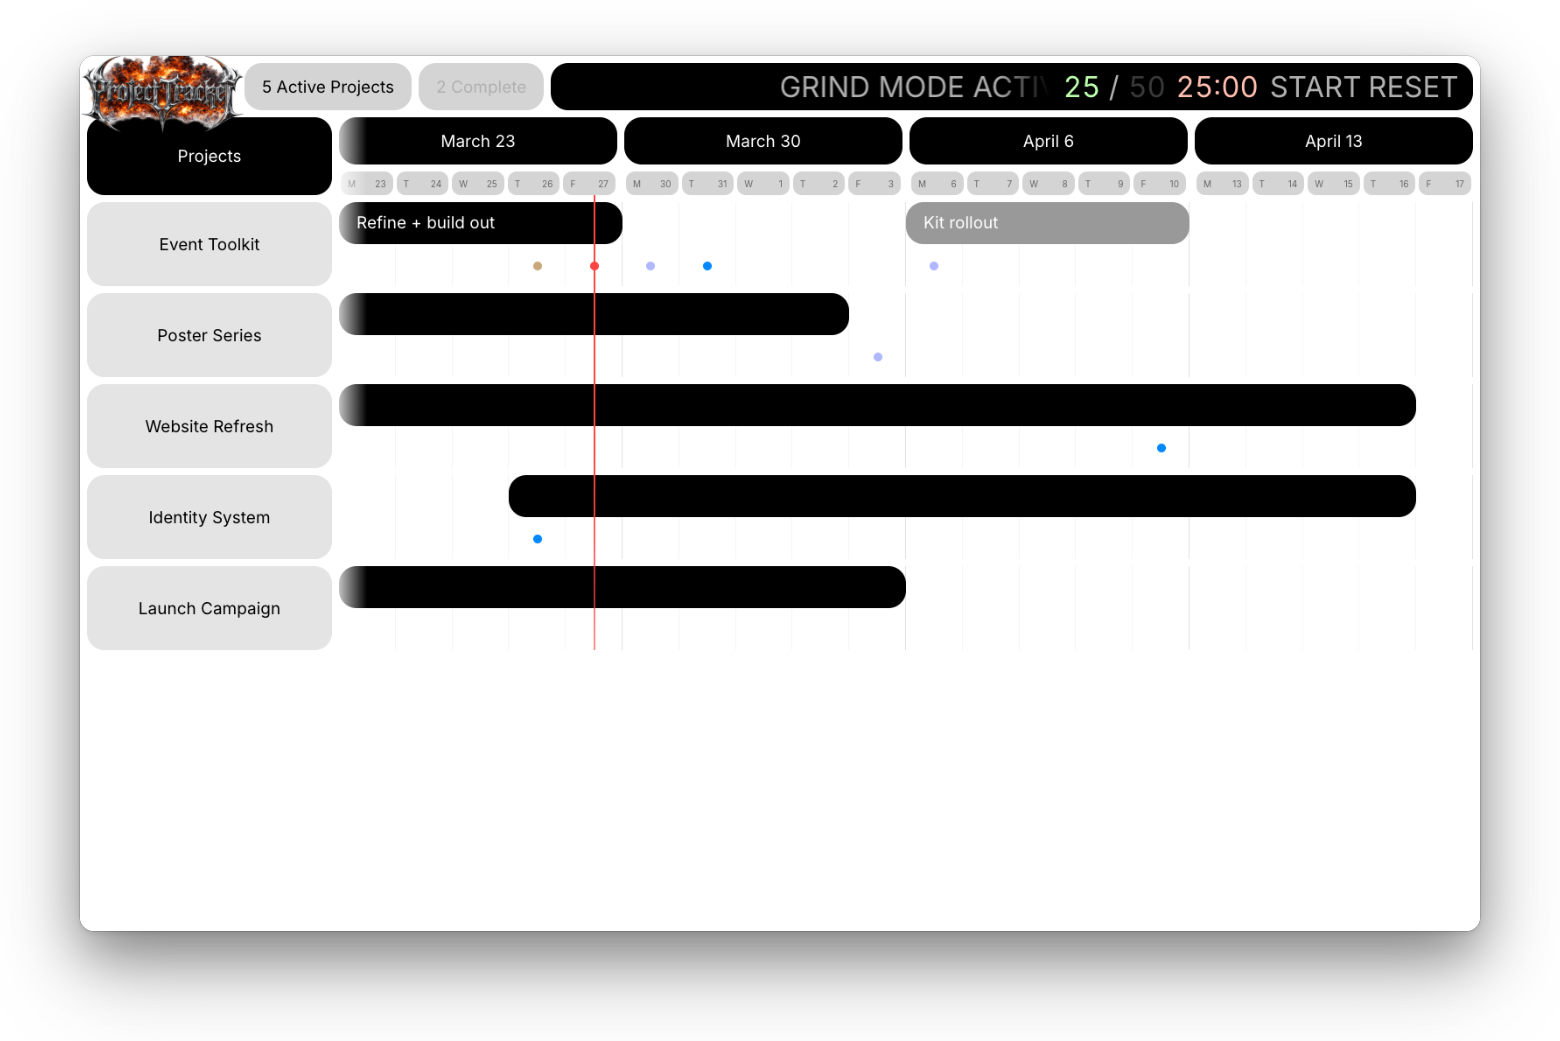 Project Tracker
5 Active Projects
2 Complete
GRIND MODE ACTIV
25 / 50
25:00
START RESET
Projects
March 23
March 30
April 6
April 13
M 23 T 24 W 25 T 26 F 27 M 30 T 31 W 1 T 2 F 3 M 6 T 7 W 8 T 9 F 10 M 13 T 14 W 15 T 16 F 17
Event Toolkit
Refine + build out
Kit rollout
Poster Series
Website Refresh
Identity System
Launch Campaign